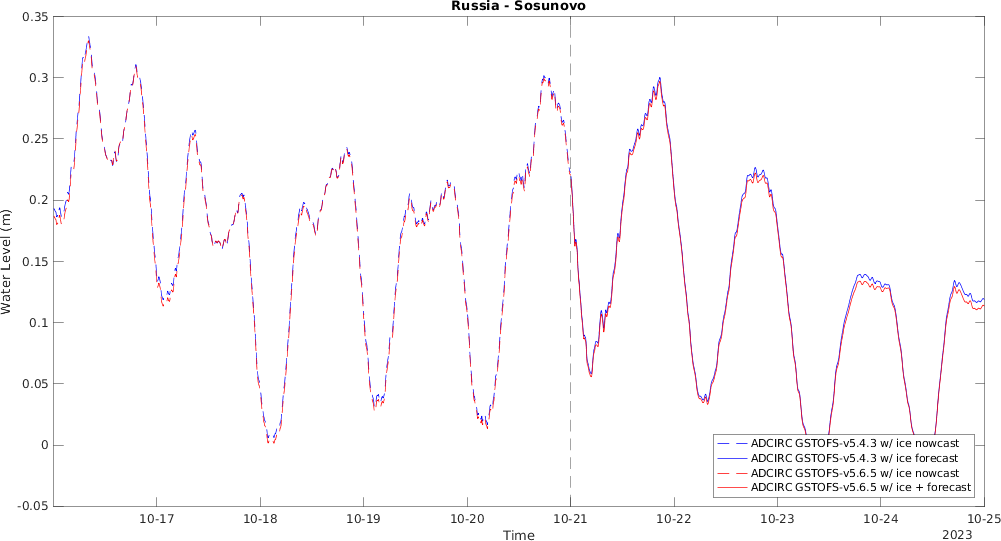 Russia - Sosunovo
0.35
0.3
0.25
0.2
0.15
0.1
0.05
0
-0.05
Water Level (m)
10-17
10-18
10-19
10-20
10-21
10-22
10-23
10-24
10-25
Time
2023
ADCIRC GSTOFS-v5.4.3 w/ ice nowcast
ADCIRC GSTOFS-v5.4.3 w/ ice forecast
ADCIRC GSTOFS-v5.6.5 w/ ice nowcast
ADCIRC GSTOFS-v5.6.5 w/ ice + forecast